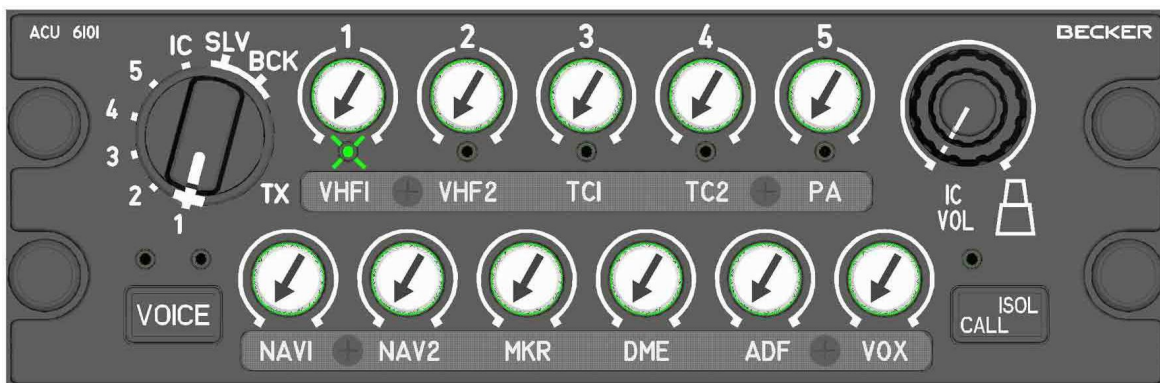 ACU 6101
BECKER
IC SLV BCK
5
4
3
2
1
TX
1 2 3 4 5
VHF1 VHF2 TC1 TC2 PA
IC
VOL
VOICE
ISOL
CALL
NAV1 NAV2 MKR DME ADF VOX